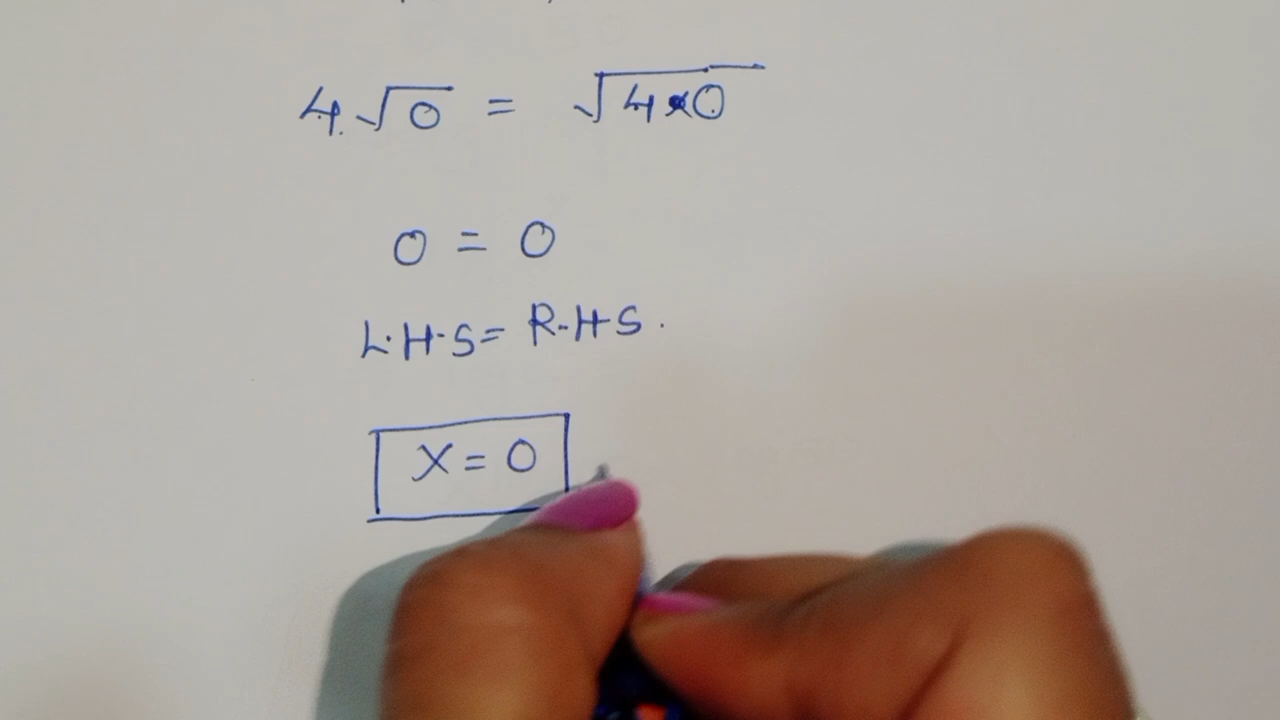 4.√0 = √4×0
0 = 0
L.H.S = R.H.S.
X = 0